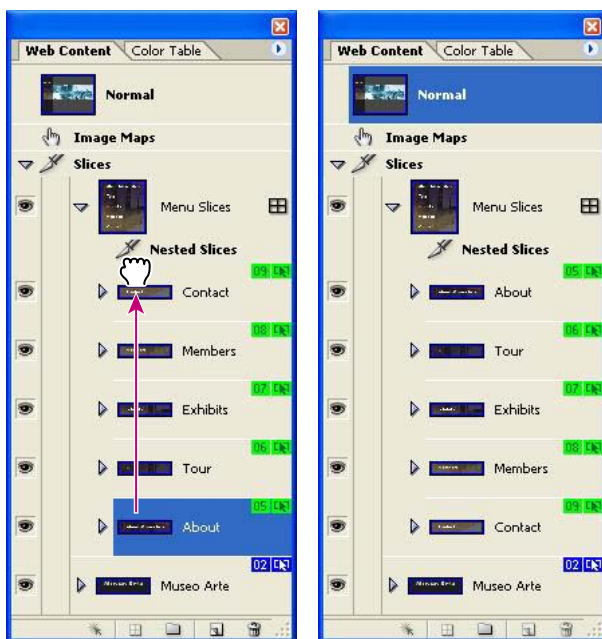 Web Content Color Table
Normal
Image Maps
Slices
Menu Slices
Nested Slices
09
Contact
08
Members
07
Exhibits
06
Tour
05
About
02
Museo Arte
Web Content Color Table
Normal
Image Maps
Slices
Menu Slices
Nested Slices
05
About
06
Tour
07
Exhibits
08
Members
09
Contact
02
Museo Arte